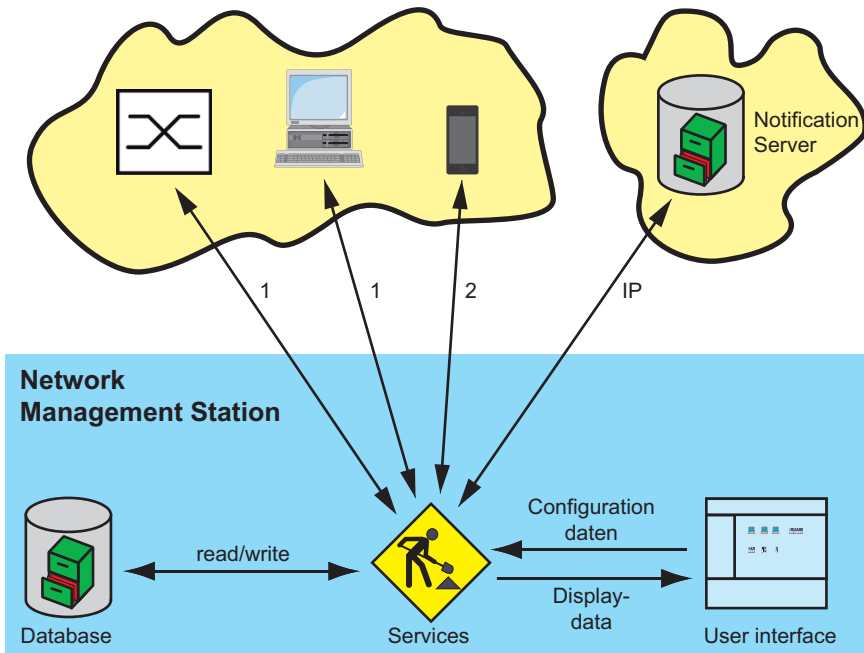 Notification
Server
1
1
2
IP
Network
Management Station
Configuration
daten
read/write
Display-
data
Database
Services
User interface